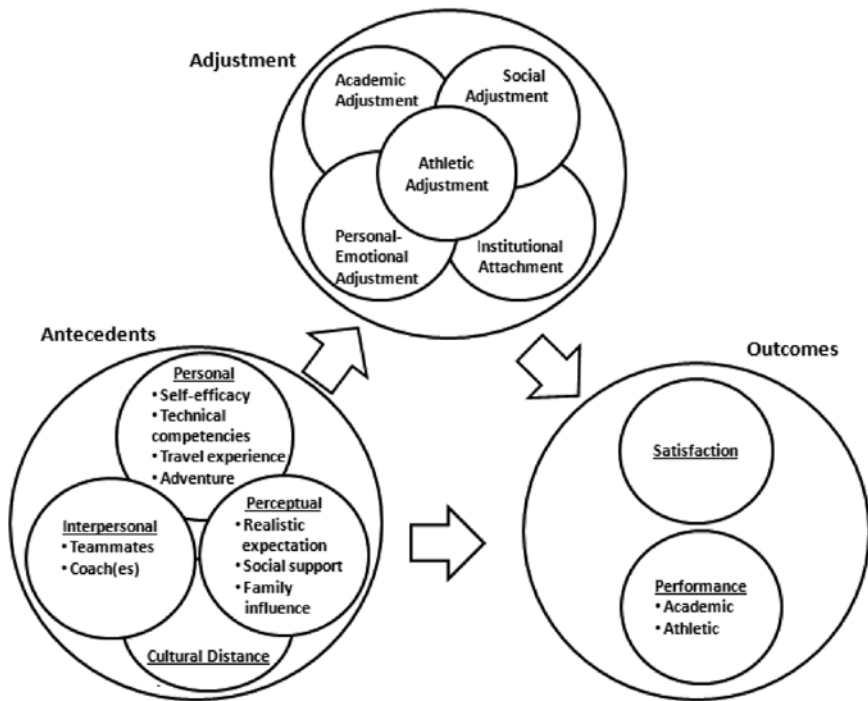 Adjustment
Academic
Adjustment
Social
Adjustment
Athletic
Adjustment
Personal-
Emotional
Adjustment
Institutional
Attachment
Antecedents
Personal
• Self-efficacy
• Technical
competencies
• Travel experience
• Adventure
Interpersonal
• Teammates
• Coach(es)
Perceptual
• Realistic
expectation
• Social support
• Family
influence
Cultural Distance
Outcomes
Satisfaction
Performance
• Academic
• Athletic